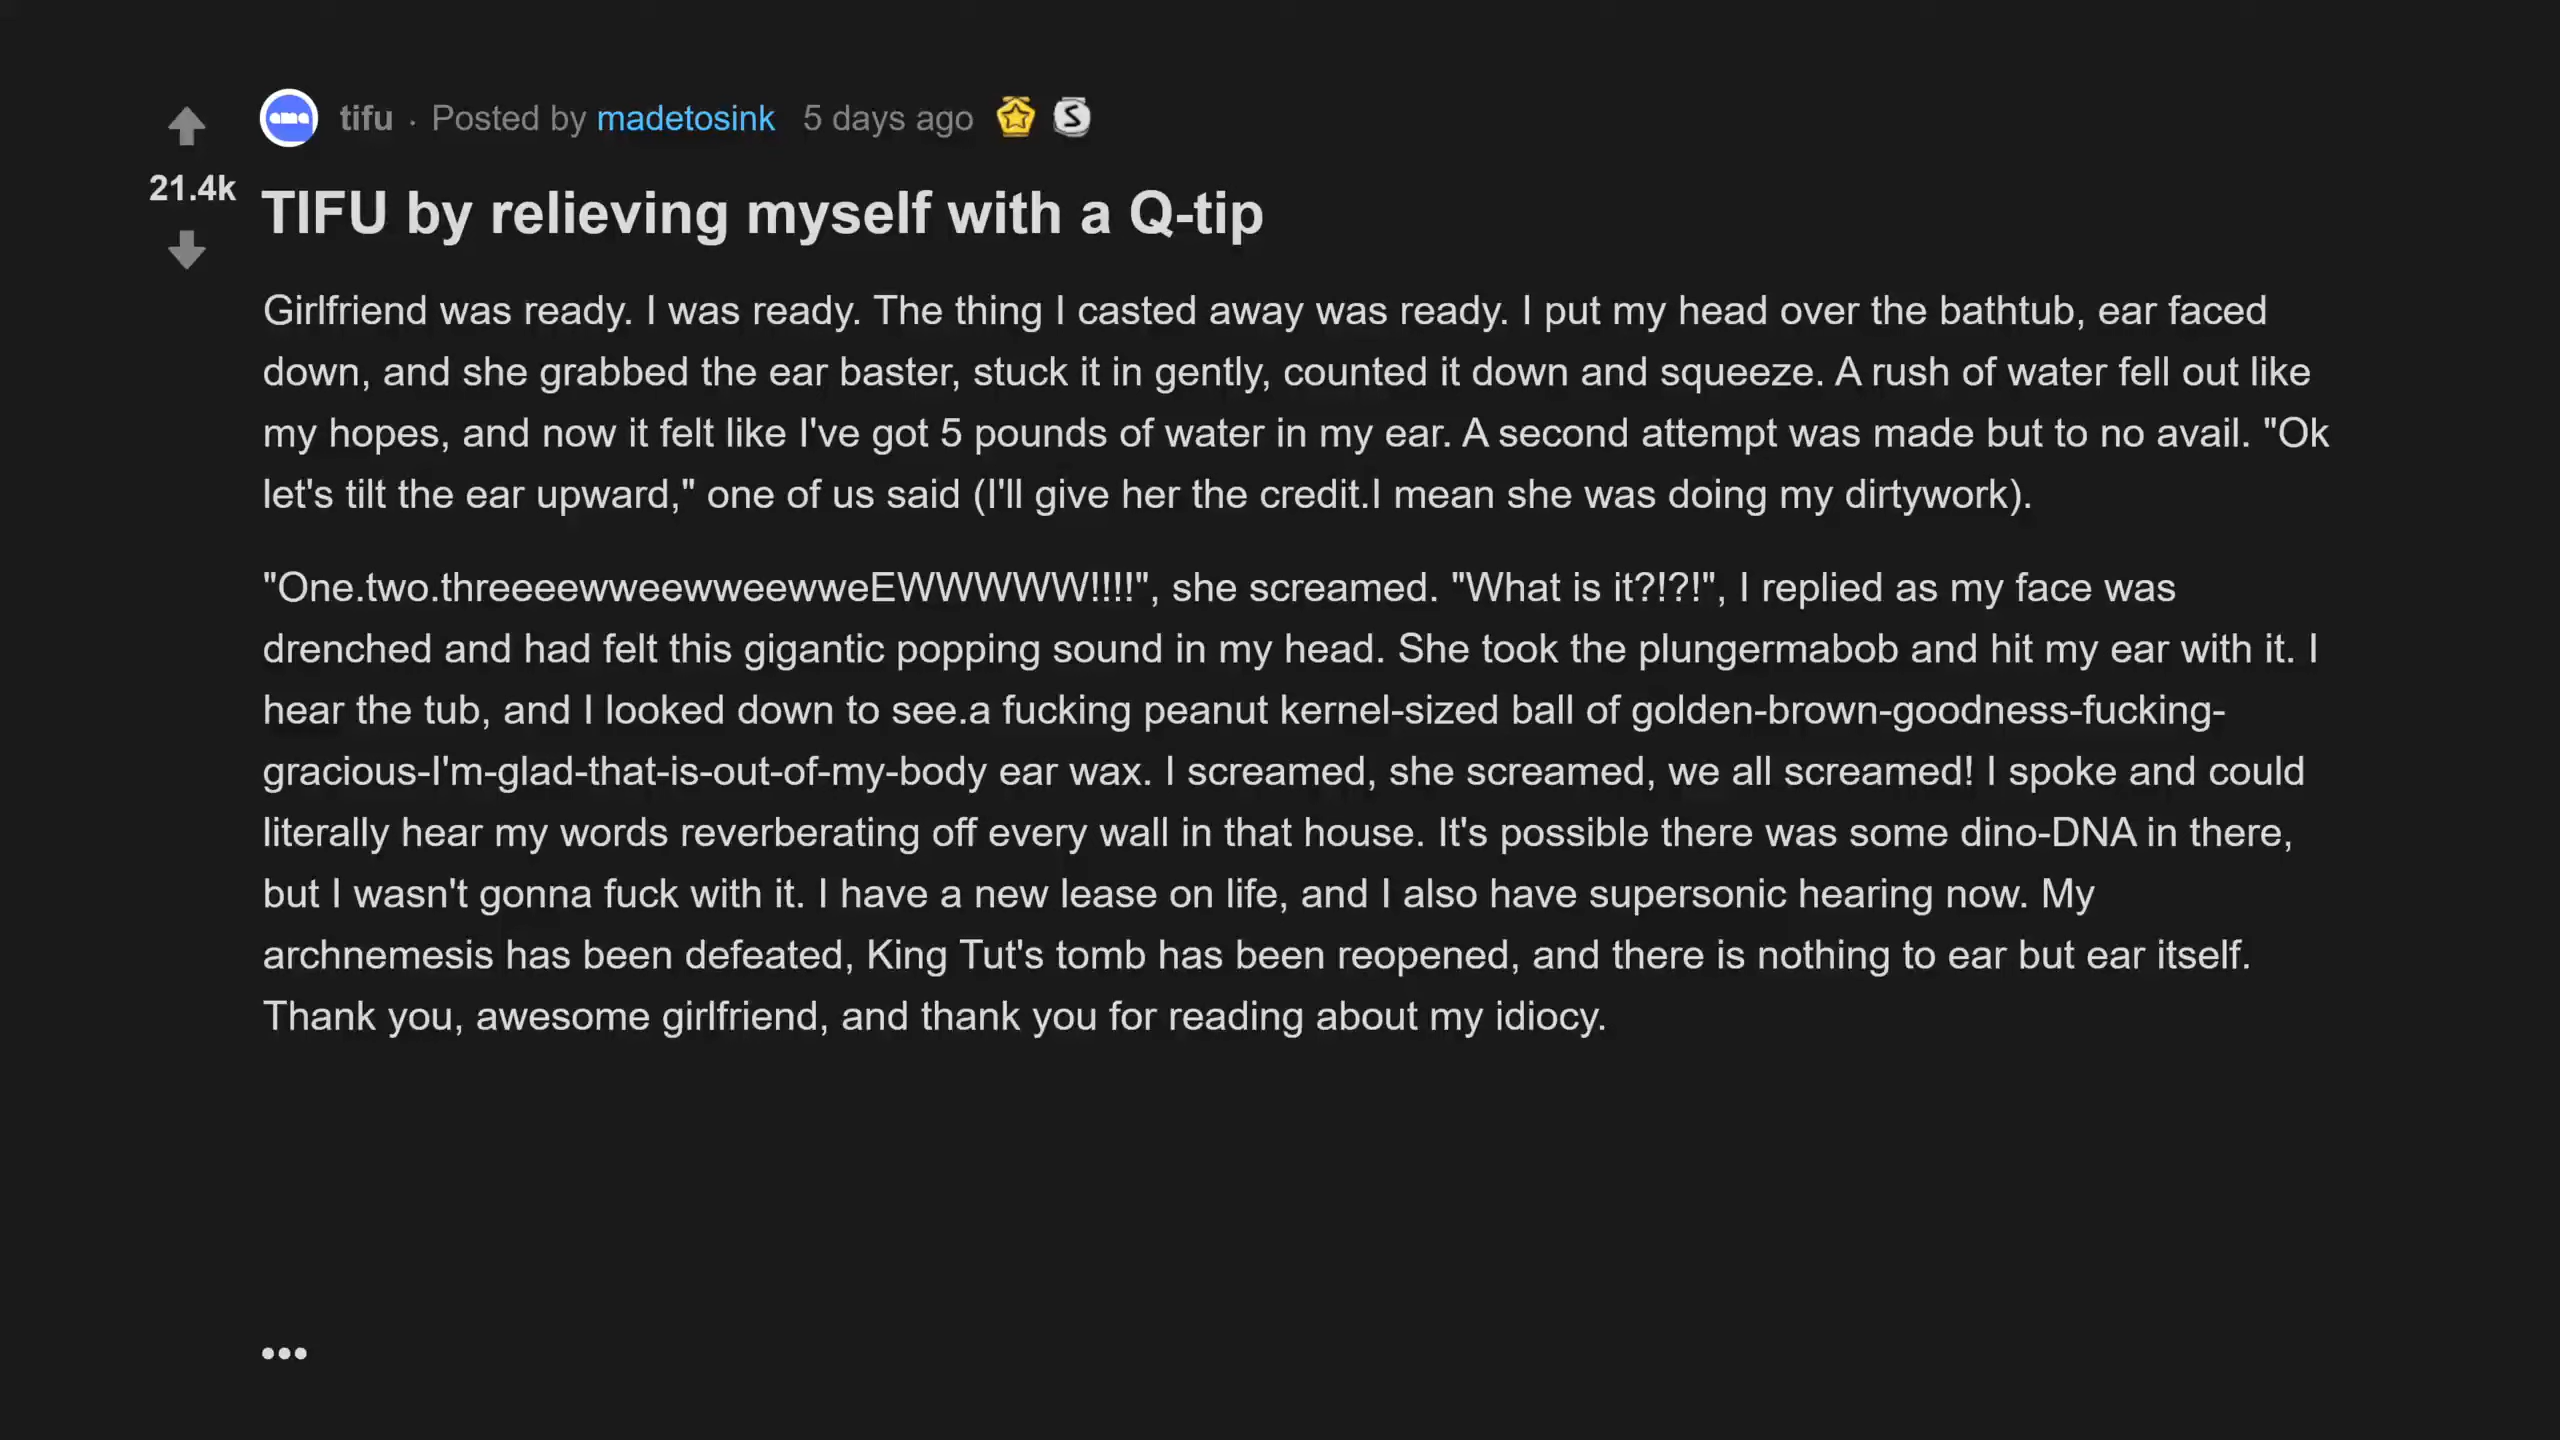 ama tifu · Posted by madetosink 5 days ago
21.4k
TIFU by relieving myself with a Q-tip
Girlfriend was ready. I was ready. The thing I casted away was ready. I put my head over the bathtub, ear faced
down, and she grabbed the ear baster, stuck it in gently, counted it down and squeeze. A rush of water fell out like
my hopes, and now it felt like I've got 5 pounds of water in my ear. A second attempt was made but to no avail. "Ok
let's tilt the ear upward," one of us said (I'll give her the credit.I mean she was doing my dirtywork).
"One.two.threeeewweewweewweEWWWWW!!!!", she screamed. "What is it?!?!", I replied as my face was
drenched and had felt this gigantic popping sound in my head. She took the plungermabob and hit my ear with it. I
hear the tub, and I looked down to see.a fucking peanut kernel-sized ball of golden-brown-goodness-fucking-
gracious-I'm-glad-that-is-out-of-my-body ear wax. I screamed, she screamed, we all screamed! I spoke and could
literally hear my words reverberating off every wall in that house. It's possible there was some dino-DNA in there,
but I wasn't gonna fuck with it. I have a new lease on life, and I also have supersonic hearing now. My
archnemesis has been defeated, King Tut's tomb has been reopened, and there is nothing to ear but ear itself.
Thank you, awesome girlfriend, and thank you for reading about my idiocy.
•••